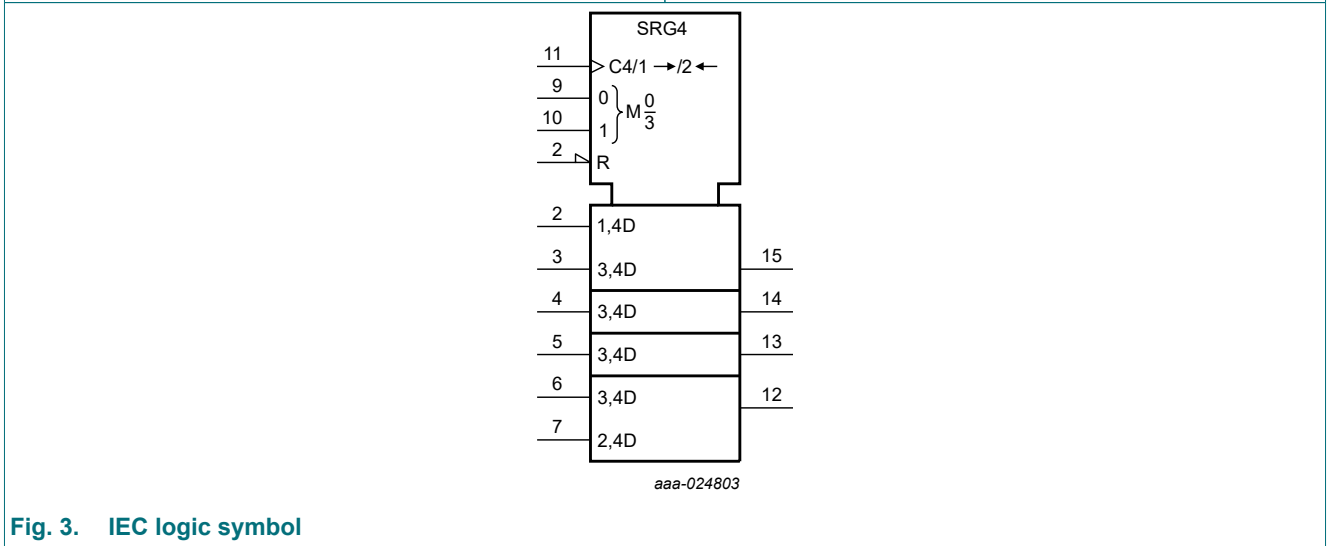 SRG4
11 C4/1 →/2 ←
9 0
M 0/3
10 1
2 R
2 1,4D
3 3,4D 15
4 3,4D 14
5 3,4D 13
6 3,4D 12
7 2,4D
aaa-024803
Fig. 3. IEC logic symbol